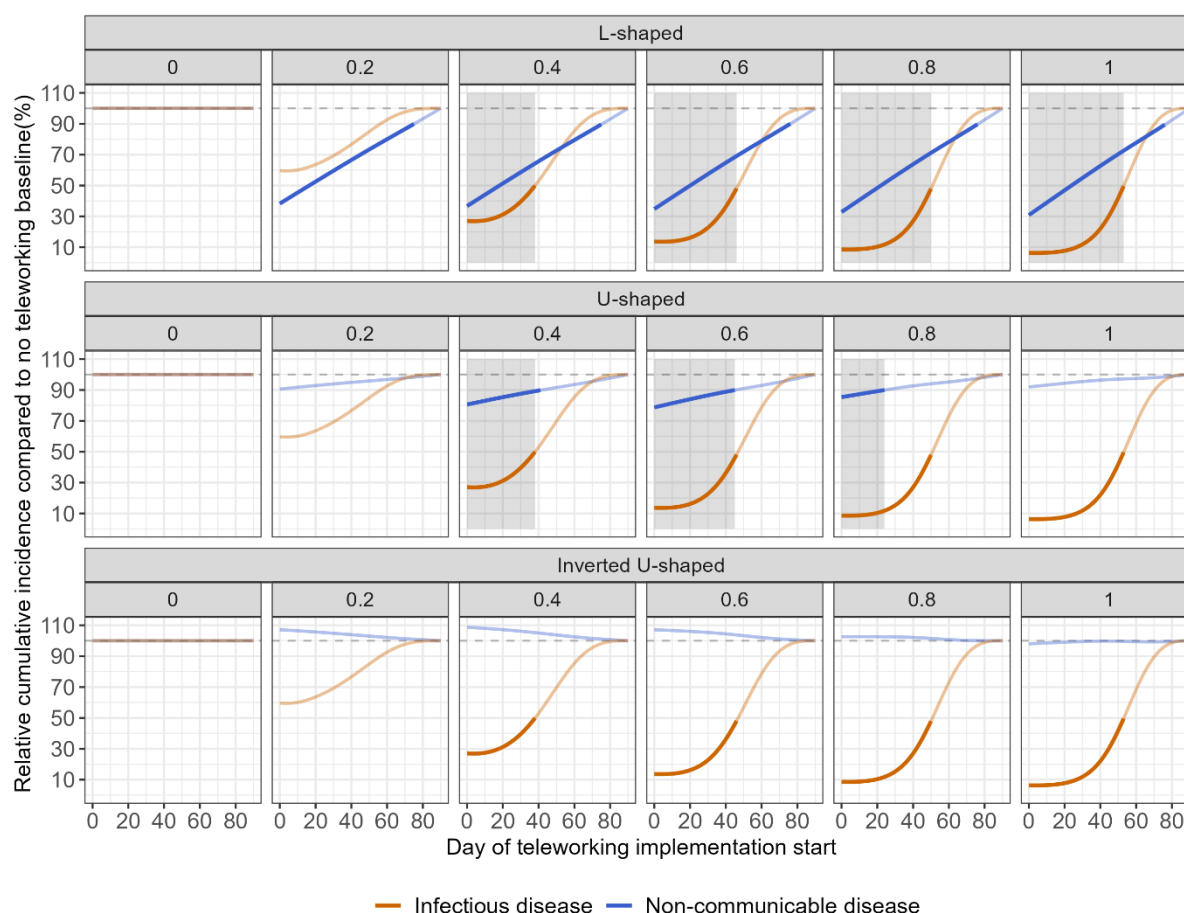 L-shaped
0 0.2 0.4 0.6 0.8 1
110
90
70
50
30
10
U-shaped
0 0.2 0.4 0.6 0.8 1
110
90
70
50
30
10
Inverted U-shaped
0 0.2 0.4 0.6 0.8 1
110
90
70
50
30
10
Relative cumulative incidence compared to no teleworking baseline(%)
0 20 40 60 80 0 20 40 60 80 0 20 40 60 80 0 20 40 60 80 0 20 40 60 80 0 20 40 60 80
Day of teleworking implementation start
Infectious disease Non-communicable disease